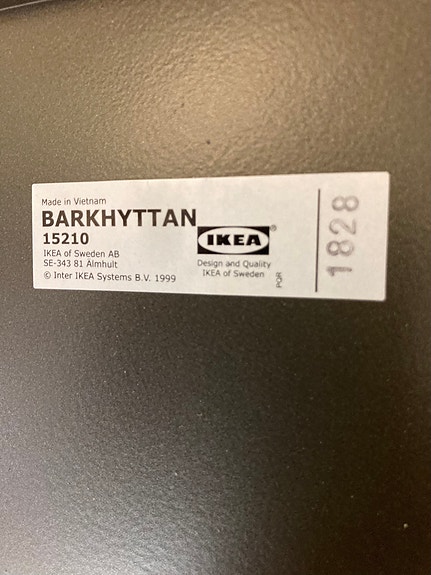 Made in Vietnam
BARKHYTTAN
15210
IKEA of Sweden AB
SE-343 81 Älmhult
© Inter IKEA Systems B.V. 1999
IKEA®
Design and Quality
IKEA of Sweden
PQR
1828